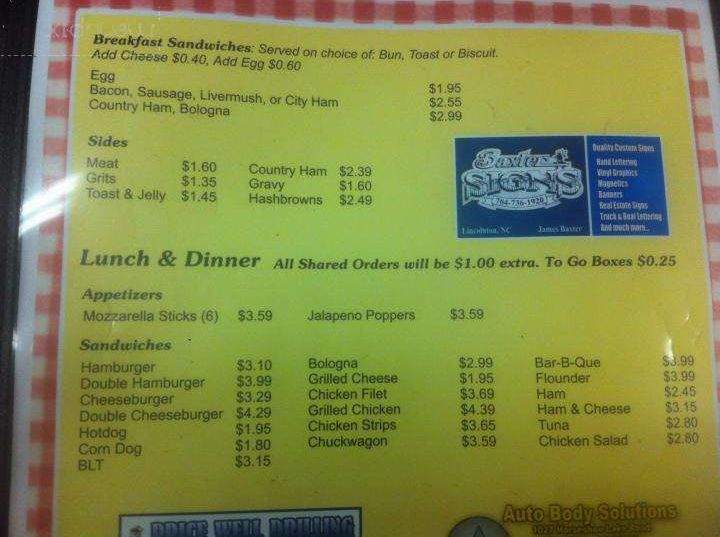 Breakfast Sandwiches: Served on choice of: Bun, Toast or Biscuit.
Add Cheese $0.40, Add Egg $0.60
Egg $1.95
Bacon, Sausage, Livermush, or City Ham $2.55
Country Ham, Bologna $2.99
Sides
Meat $1.60
Grits $1.35
Toast & Jelly $1.45
Country Ham $2.39
Gravy $1.60
Hashbrowns $2.49
Baxter's
SIGNS
704-736-1920
Lincolnton, NC James Baxter
Quality Custom Signs
Hand Lettering
Vinyl Graphics
Magnetics
Banners
Real Estate Signs
Truck & Boat Lettering
And much more...
Lunch & Dinner All Shared Orders will be $1.00 extra. To Go Boxes $0.25
Appetizers
Mozzarella Sticks (6) $3.59 Jalapeno Poppers $3.59
Sandwiches
Hamburger $3.10
Double Hamburger $3.99
Cheeseburger $3.29
Double Cheeseburger $4.29
Hotdog $1.95
Corn Dog $1.80
BLT $3.15
Bologna $2.99
Grilled Cheese $1.95
Chicken Filet $3.69
Grilled Chicken $4.39
Chicken Strips $3.65
Chuckwagon $3.59
Bar-B-Que $3.99
Flounder $3.99
Ham $2.45
Ham & Cheese $3.15
Tuna $2.80
Chicken Salad $2.80
PRICE WELL DRILLING
Auto Body Solutions